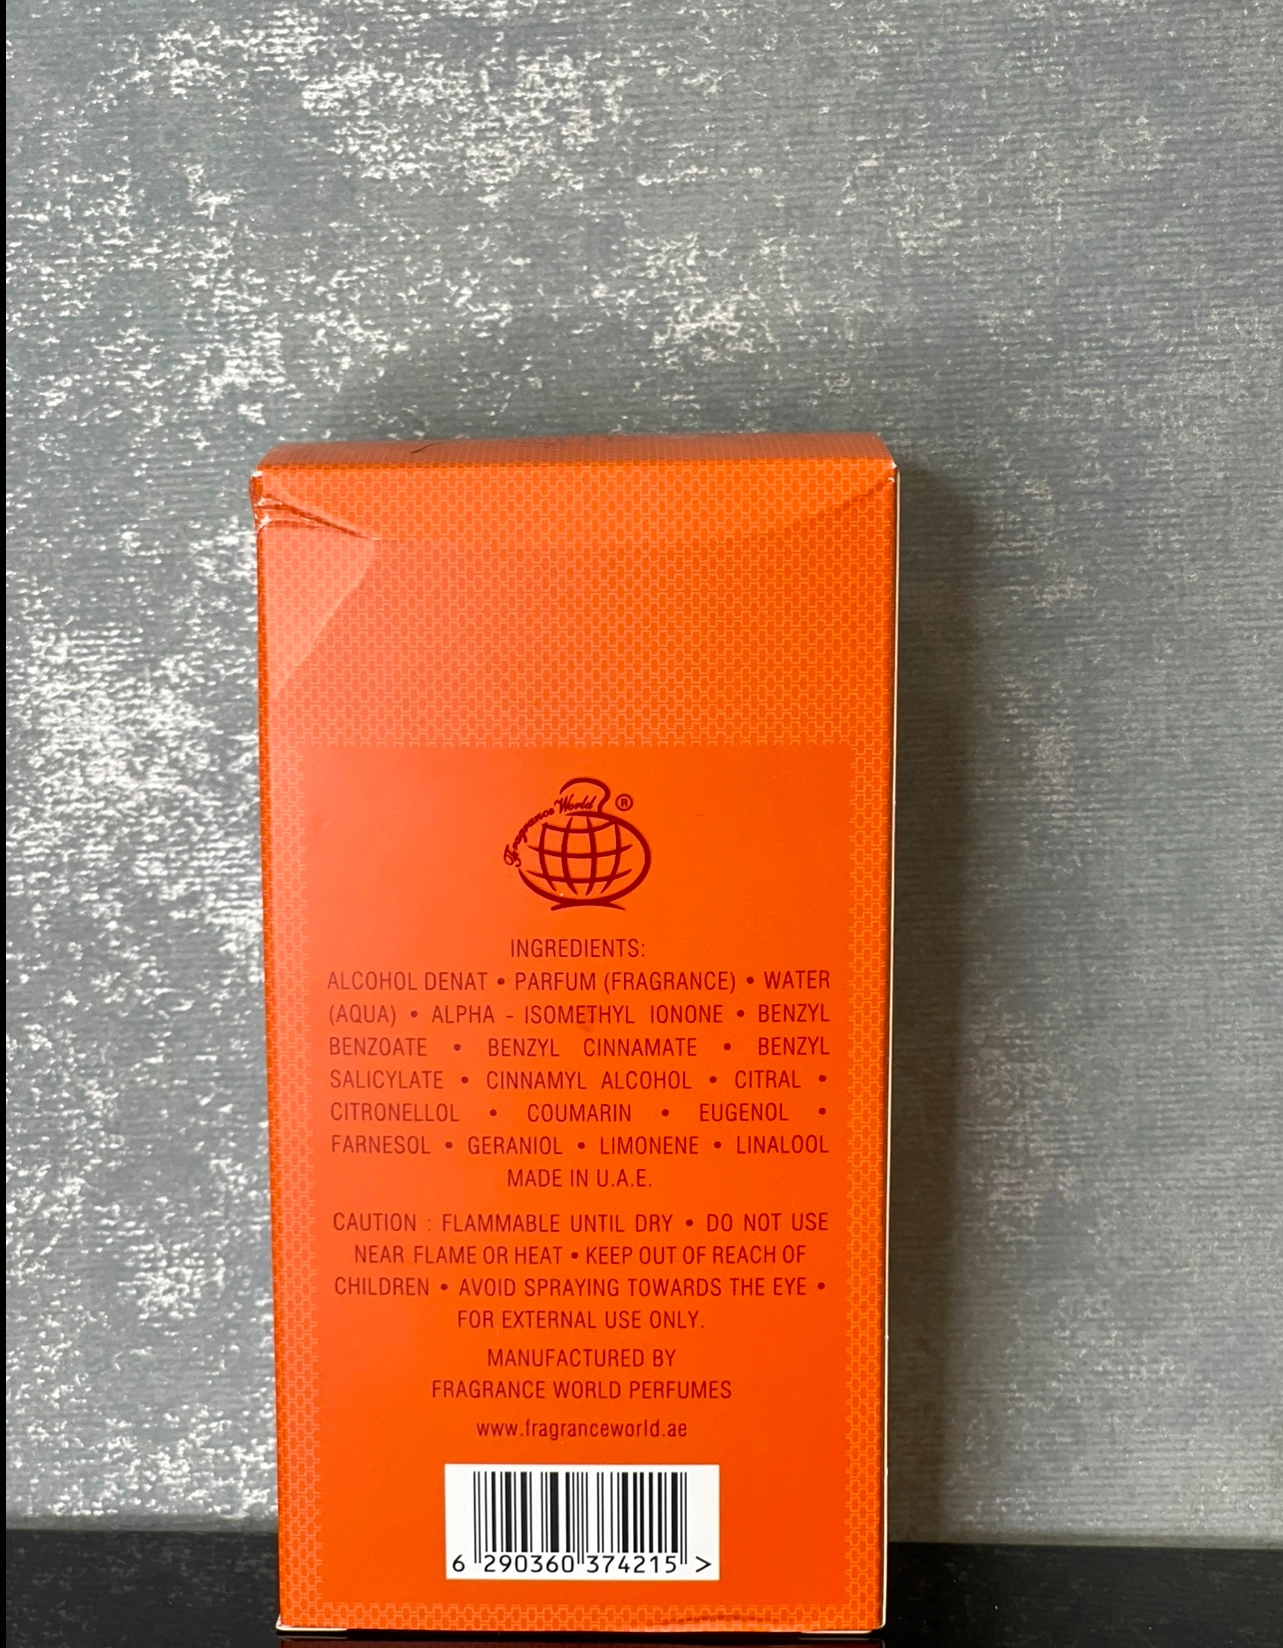 Fragrance World ®
INGREDIENTS:
ALCOHOL DENAT • PARFUM (FRAGRANCE) • WATER
(AQUA) • ALPHA - ISOMETHYL IONONE • BENZYL
BENZOATE • BENZYL CINNAMATE • BENZYL
SALICYLATE • CINNAMYL ALCOHOL • CITRAL •
CITRONELLOL • COUMARIN • EUGENOL •
FARNESOL • GERANIOL • LIMONENE • LINALOOL
MADE IN U.A.E.
CAUTION : FLAMMABLE UNTIL DRY • DO NOT USE
NEAR FLAME OR HEAT • KEEP OUT OF REACH OF
CHILDREN • AVOID SPRAYING TOWARDS THE EYE •
FOR EXTERNAL USE ONLY.
MANUFACTURED BY
FRAGRANCE WORLD PERFUMES
www.fragranceworld.ae
6 290360 374215 >